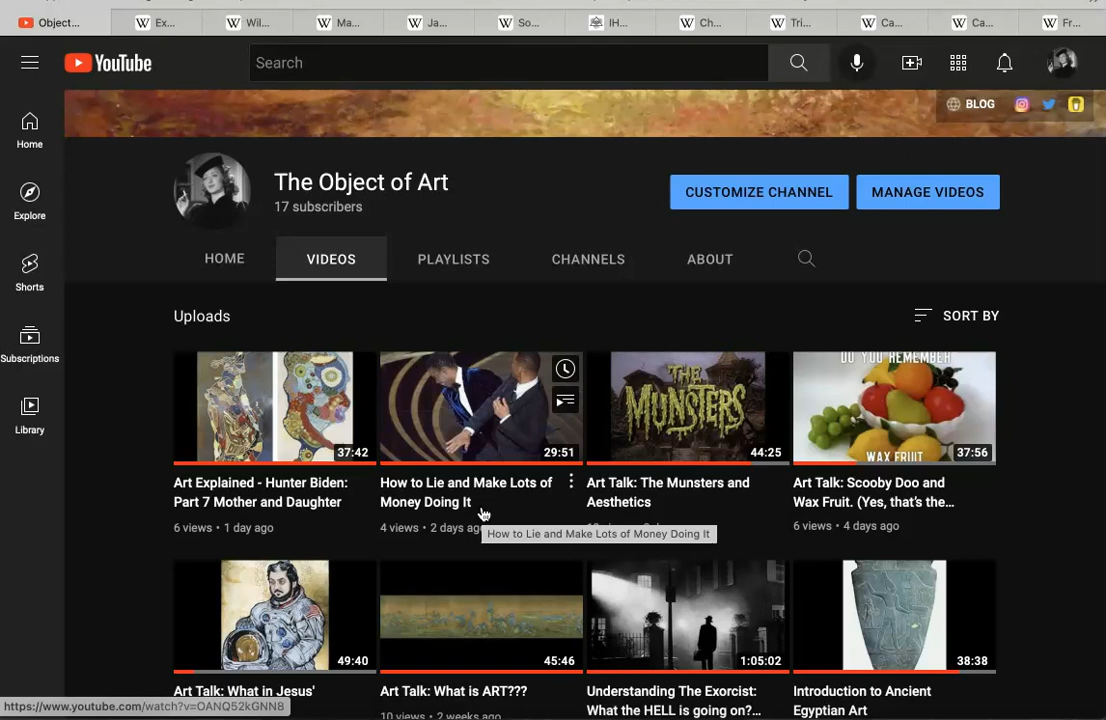 Object...
Ex...
Wil...
Ma...
Ja...
So...
IH...
Ch...
Tri...
Ca...
Ca...
Fr...
YouTube
Search
BLOG
Home
Explore
Shorts
Subscriptions
Library
The Object of Art
17 subscribers
CUSTOMIZE CHANNEL
MANAGE VIDEOS
HOME
VIDEOS
PLAYLISTS
CHANNELS
ABOUT
Uploads
SORT BY
37:42
Art Explained - Hunter Biden:
Part 7 Mother and Daughter
6 views • 1 day ago
29:51
How to Lie and Make Lots of
Money Doing It
4 views • 2 days ago
How to Lie and Make Lots of Money Doing It
THE
MUNSTERS
44:25
Art Talk: The Munsters and
Aesthetics
DO YOU REMEMBER
WAX FRUIT
37:56
Art Talk: Scooby Doo and
Wax Fruit. (Yes, that's the...
6 views • 4 days ago
49:40
Art Talk: What in Jesus'
45:46
Art Talk: What is ART???
10 views • 2 weeks ago
1:05:02
Understanding The Exorcist:
What the HELL is going on?...
38:38
Introduction to Ancient
Egyptian Art
https://www.youtube.com/watch?v=OANQ52kGNN8